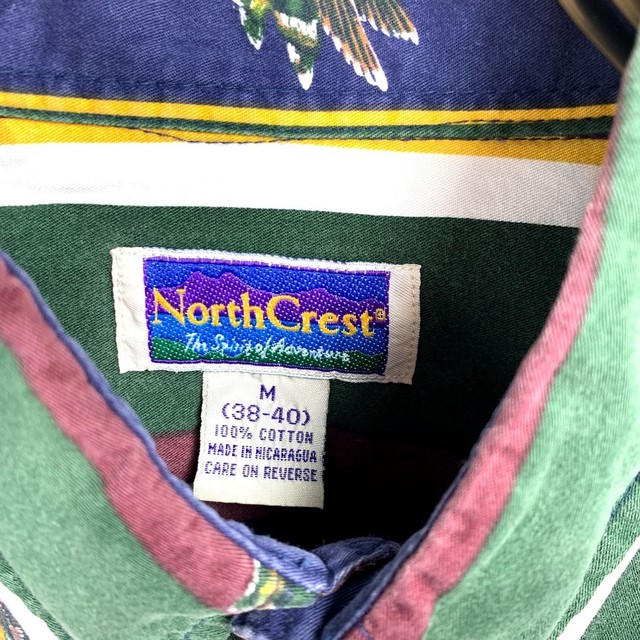 NorthCrest®
The Spirit of Adventure
M
(38-40)
100% COTTON
MADE IN NICARAGUA
CARE ON REVERSE